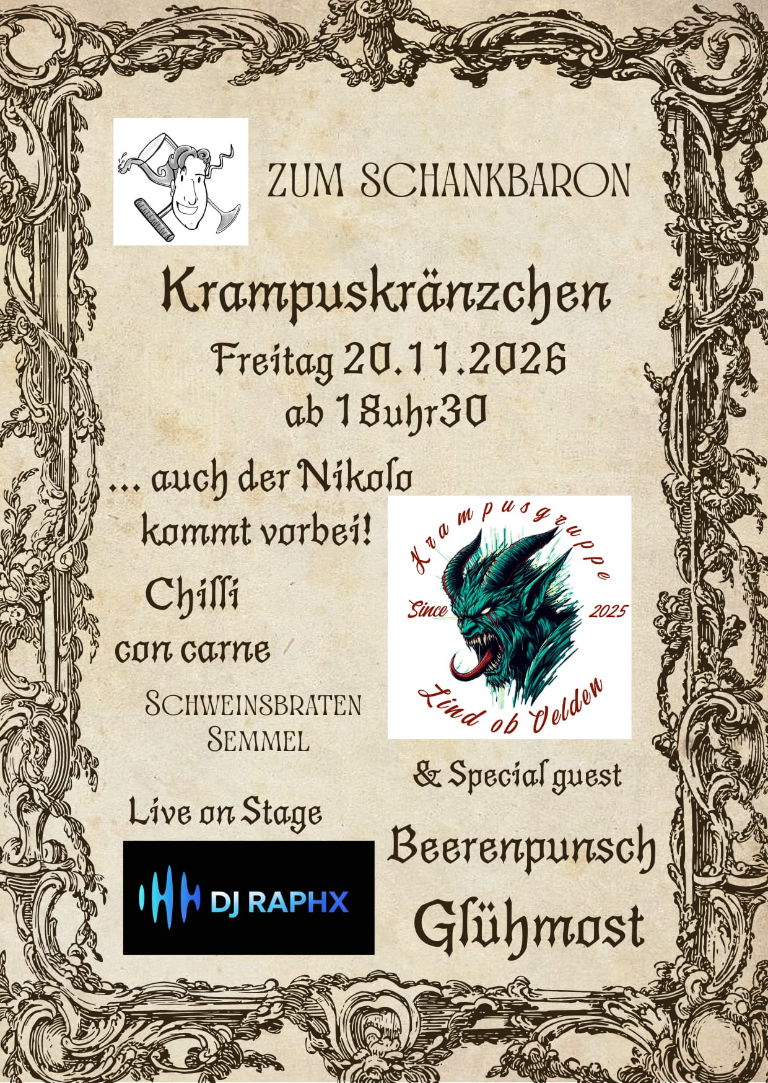 ZUM SCHANKBARON
Krampuskränzchen
Freitag 20.11.2026
ab 18uhr30
... auch der Nikolo
kommt vorbei!
Chilli
con carne
SCHWEINSBRATEN
SEMMEL
Krampusgruppe
Since 2025
Lind ob Velden
& Special guest
Live on Stage
DJ RAPHX
Beerenpunsch
Glühmost